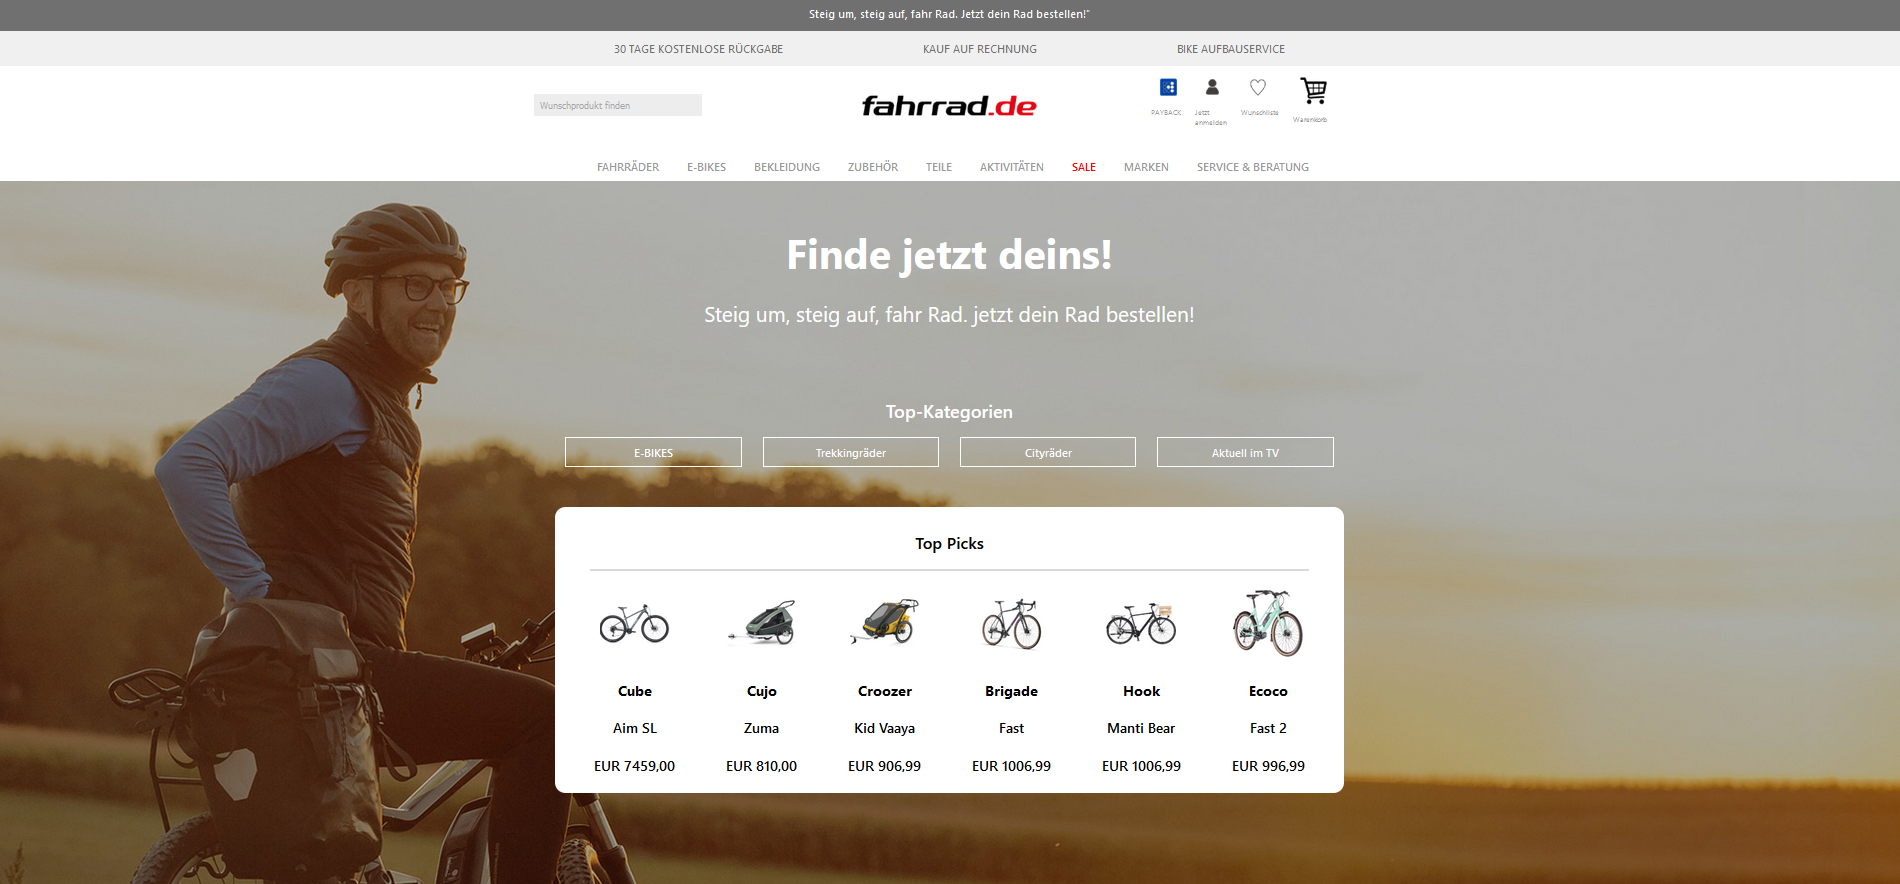 Steig um, steig auf, fahr Rad. Jetzt dein Rad bestellen!"
30 TAGE KOSTENLOSE RÜCKGABE KAUF AUF RECHNUNG BIKE AUFBAUSERVICE
Wunschprodukt finden
fahrrad.de
PAYBACK
Jetzt
anmelden
Wunschliste
Warenkorb
FAHRRÄDER E-BIKES BEKLEIDUNG ZUBEHÖR TEILE AKTIVITÄTEN SALE MARKEN SERVICE & BERATUNG
Finde jetzt deins!
Steig um, steig auf, fahr Rad. jetzt dein Rad bestellen!
Top-Kategorien
E-BIKES Trekkingräder Cityräder Aktuell im TV
Top Picks
Cube Cujo Croozer Brigade Hook Ecoco
Aim SL Zuma Kid Vaaya Fast Manti Bear Fast 2
EUR 7459,00 EUR 810,00 EUR 906,99 EUR 1006,99 EUR 1006,99 EUR 996,99